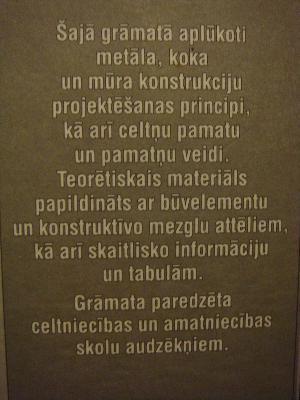 Šajā grāmatā aplūkoti
metāla, koka
un mūra konstrukciju
projektēšanas principi,
kā arī celtņu pamatu
un pamatņu veidi.
Teorētiskais materiāls
papildināts ar būvelementu
un konstruktīvo mezglu attēliem,
kā arī skaitlisko informāciju
un tabulām.
Grāmata paredzēta
celtniecības un amatniecības
skolu audzēkņiem.